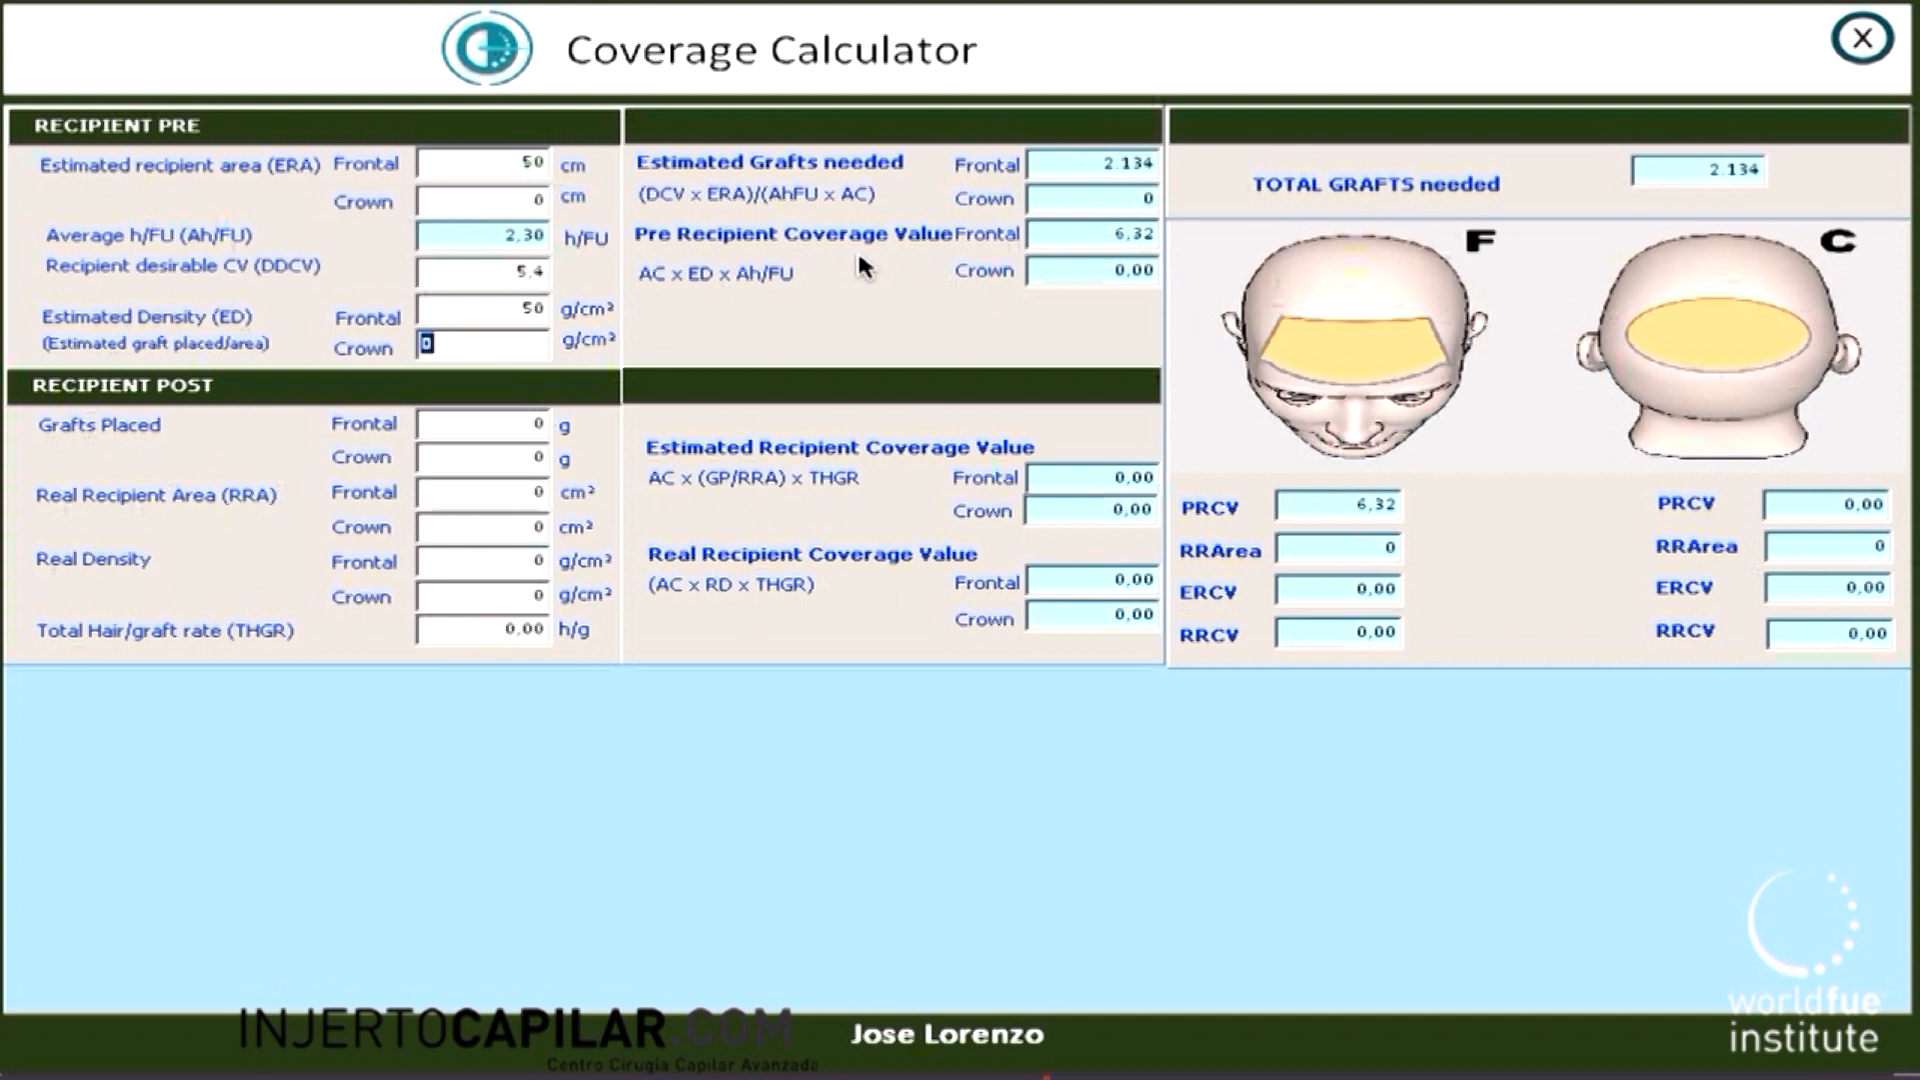 Coverage Calculator
X
RECIPIENT PRE
Estimated recipient area (ERA) Frontal 50 cm
Crown 0 cm
Average h/FU (Ah/FU) 2,30 h/FU
Recipient desirable CV (DDCV) 5.4
Estimated Density (ED) Frontal 50 g/cm²
(Estimated graft placed/area) Crown 0 g/cm²
Estimated Grafts needed Frontal 2.134
(DCV x ERA)/(AhFU x AC) Crown 0
Pre Recipient Coverage Value Frontal 6,32
AC x ED x Ah/FU Crown 0,00
TOTAL GRAFTS needed 2.134
F
C
RECIPIENT POST
Grafts Placed Frontal 0 g
Crown 0 g
Real Recipient Area (RRA) Frontal 0 cm²
Crown 0 cm²
Real Density Frontal 0 g/cm²
Crown 0 g/cm²
Total Hair/graft rate (THGR) 0,00 h/g
Estimated Recipient Coverage Value
AC x (GP/RRA) x THGR Frontal 0,00
Crown 0,00
Real Recipient Coverage Value
(AC x RD x THGR) Frontal 0,00
Crown 0,00
PRCV 6,32
RRArea 0
ERCV 0,00
RRCV 0,00
PRCV 0,00
RRArea 0
ERCV 0,00
RRCV 0,00
INJERTOCAPILAR.COM
Centro Cirugía Capilar Avanzada
Jose Lorenzo
worldfue
institute